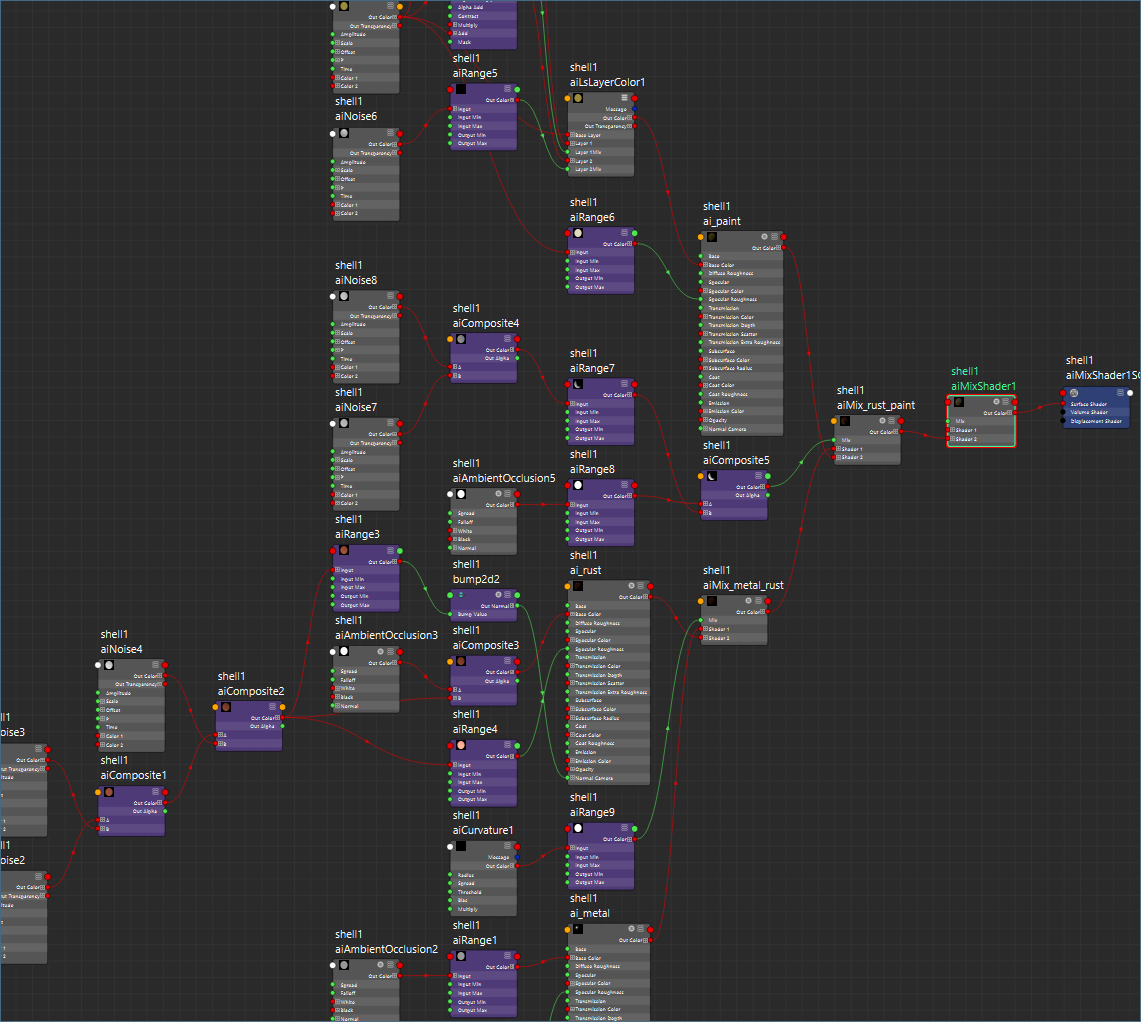 Out Color
Out Transparency
Amplitude
Scale
Offset
P
Time
Color 1
Color 2
Alpha Add
Contrast
Multiply
Add
Mask
shell1
aiRange5
Out Color
Input
Input Min
Input Max
Output Min
Output Max
shell1
aiLsLayerColor1
Message
Out Color
Out Transparency
Base Layer
Layer 1
Layer 1Mix
Layer 2
Layer 2Mix
shell1
aiNoise6
Out Color
Out Transparency
Amplitude
Scale
Offset
P
Time
Color 1
Color 2
shell1
aiRange6
Out Color
Input
Input Min
Input Max
Output Min
Output Max
shell1
ai_paint
Out Color
Base
Base Color
Diffuse Roughness
Specular
Specular Color
Specular Roughness
Transmission
Transmission Color
Transmission Depth
Transmission Scatter
Transmission Extra Roughness
Subsurface
Subsurface Color
Subsurface Radius
Coat
Coat Color
Coat Roughness
Emission
Emission Color
Opacity
Normal Camera
shell1
aiNoise8
Out Color
Out Transparency
Amplitude
Scale
Offset
P
Time
Color 1
Color 2
shell1
aiComposite4
Out Color
Out Alpha
A
B
shell1
aiRange7
Out Color
Input
Input Min
Input Max
Output Min
Output Max
shell1
aiMix_rust_paint
Out Color
Mix
Shader 1
Shader 2
shell1
aiMixShader1
Out Color
Mix
Shader 1
Shader 2
shell1
aiMixShader1SG
Surface Shader
Volume Shader
Displacement Shader
shell1
aiNoise7
Out Color
Out Transparency
Amplitude
Scale
Offset
P
Time
Color 1
Color 2
shell1
aiAmbientOcclusion5
Out Color
Spread
Falloff
White
Black
Normal
shell1
aiRange8
Out Color
Input
Input Min
Input Max
Output Min
Output Max
shell1
aiComposite5
Out Color
Out Alpha
A
B
shell1
aiRange3
Out Color
Input
Input Min
Input Max
Output Min
Output Max
shell1
bump2d2
Out Normal
Bump Value
shell1
ai_rust
Out Color
Base
Base Color
Diffuse Roughness
Specular
Specular Color
Specular Roughness
Transmission
Transmission Color
Transmission Depth
Transmission Scatter
Transmission Extra Roughness
Subsurface
Subsurface Color
Subsurface Radius
Coat
Coat Color
Coat Roughness
Emission
Emission Color
Opacity
Normal Camera
shell1
aiMix_metal_rust
Out Color
Mix
Shader 1
Shader 2
shell1
aiAmbientOcclusion3
Out Color
Spread
Falloff
White
Black
Normal
shell1
aiComposite3
Out Color
Out Alpha
A
B
shell1
aiNoise4
Out Color
Out Transparency
Amplitude
Scale
Offset
P
Time
Color 1
Color 2
shell1
aiComposite2
Out Color
Out Alpha
A
B
shell1
aiRange4
Out Color
Input
Input Min
Input Max
Output Min
Output Max
ll1
oise3
Out Color
Out Transparency
litude
1
2
shell1
aiComposite1
Out Color
Out Alpha
A
B
ll1
oise2
Out Color
Out Transparency
litude
1
2
shell1
aiCurvature1
Message
Out Color
Radius
Spread
Threshold
Bias
Multiply
shell1
aiRange9
Out Color
Input
Input Min
Input Max
Output Min
Output Max
shell1
aiAmbientOcclusion2
Out Color
Spread
Falloff
White
Black
Normal
shell1
aiRange1
Out Color
Input
Input Min
Input Max
Output Min
Output Max
shell1
ai_metal
Out Color
Base
Base Color
Diffuse Roughness
Specular
Specular Color
Specular Roughness
Transmission
Transmission Color
Transmission Depth